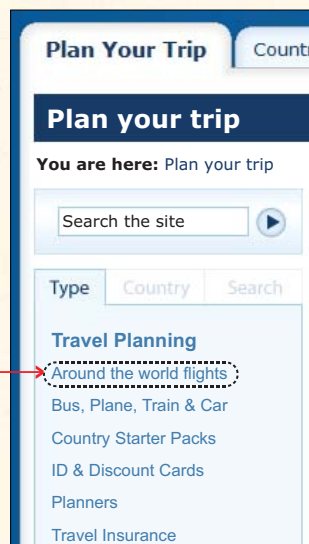 Plan Your Trip Count
Plan your trip
You are here: Plan your trip
Search the site
Type Country Search
Travel Planning
Around the world flights
Bus, Plane, Train & Car
Country Starter Packs
ID & Discount Cards
Planners
Travel Insurance